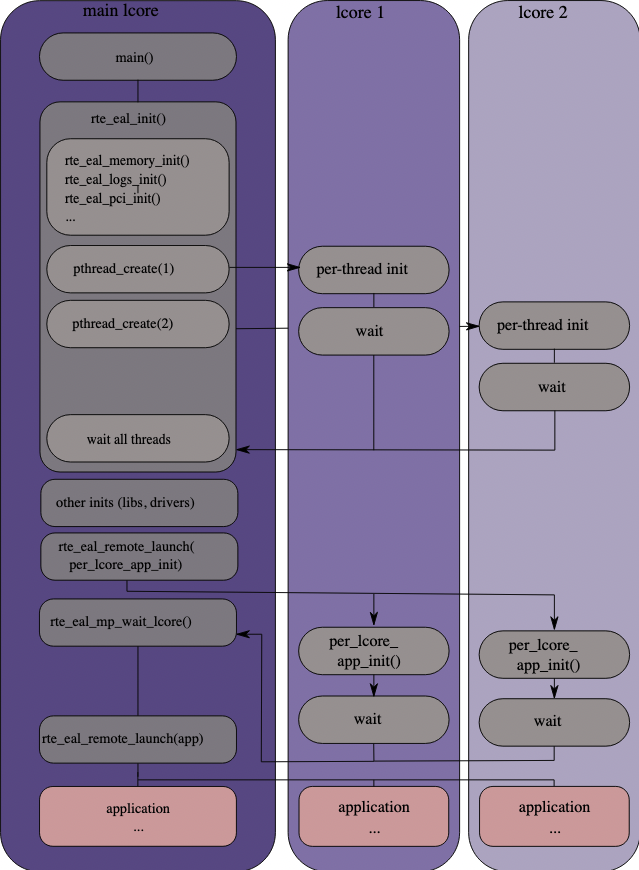 main lcore
lcore 1
lcore 2
main()
rte_eal_init()
rte_eal_memory_init()
rte_eal_logs_init()
rte_eal_pci_init()
...
pthread_create(1)
per-thread init
pthread_create(2)
wait
per-thread init
wait
wait all threads
other inits (libs, drivers)
rte_eal_remote_launch(
per_lcore_app_init)
rte_eal_mp_wait_lcore()
per_lcore_
app_init()
per_lcore_
app_init()
wait
wait
rte_eal_remote_launch(app)
application
...
application
...
application
...